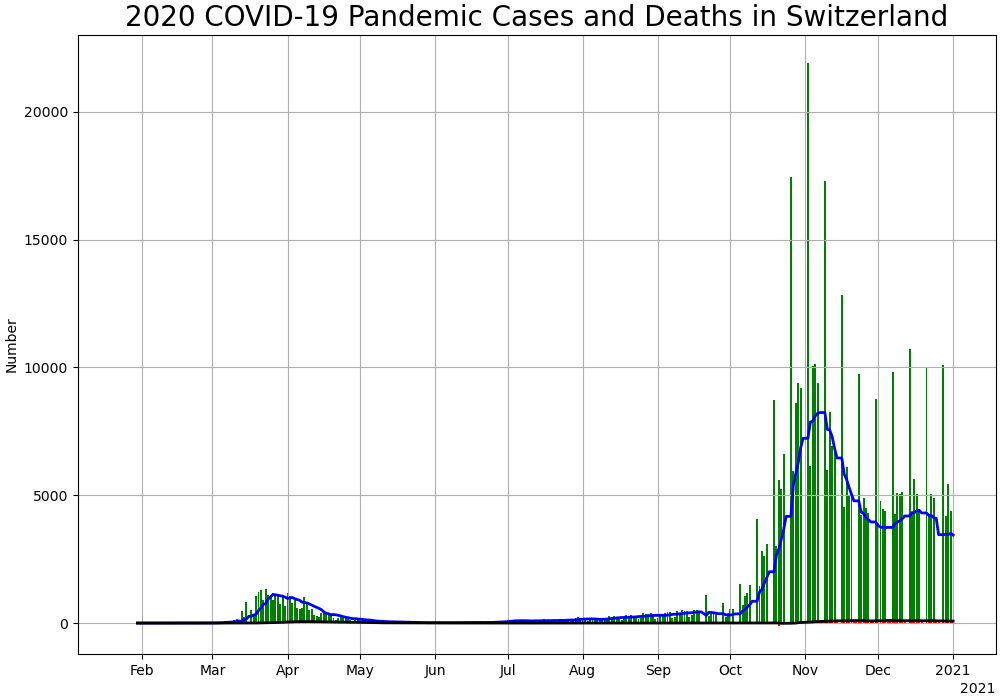 2020 COVID-19 Pandemic Cases and Deaths in Switzerland
Number
20000
15000
10000
5000
0
Feb Mar Apr May Jun Jul Aug Sep Oct Nov Dec 2021
2021